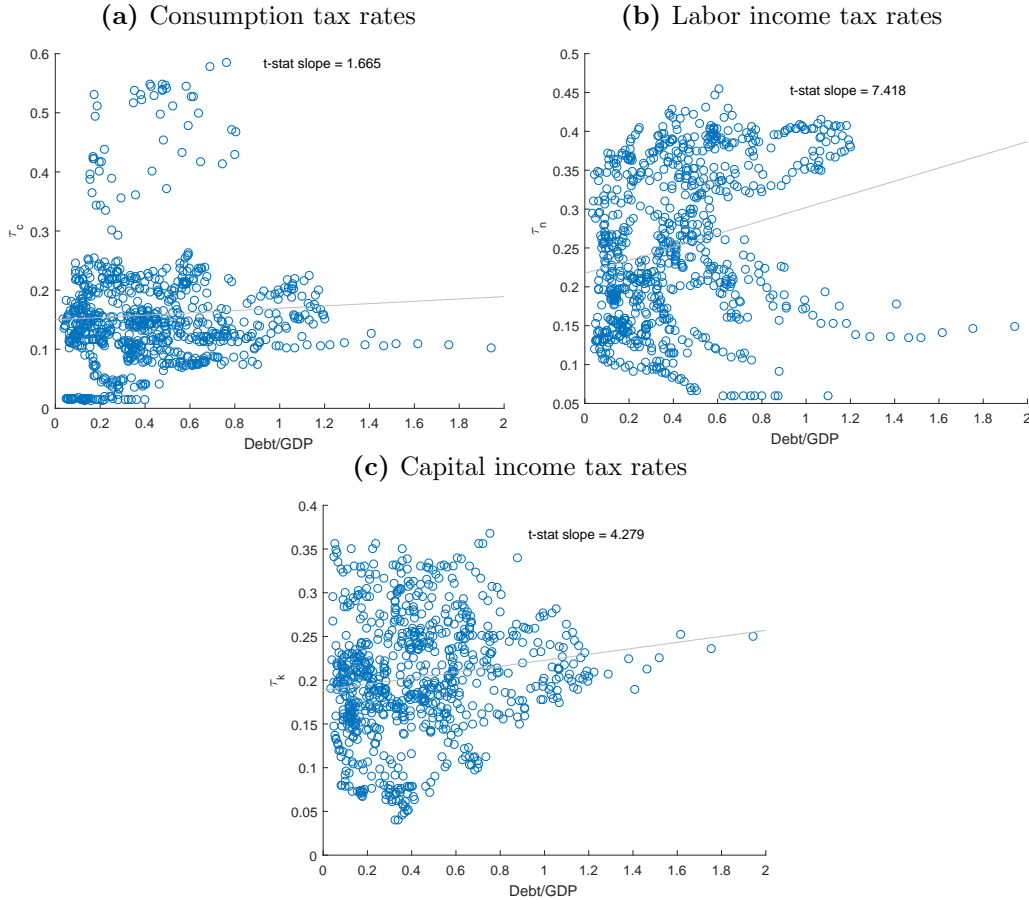 (a) Consumption tax rates
t-stat slope = 1.665
τc
0.6
0.5
0.4
0.3
0.2
0.1
0
0 0.2 0.4 0.6 0.8 1 1.2 1.4 1.6 1.8 2
Debt/GDP
(b) Labor income tax rates
t-stat slope = 7.418
τn
0.5
0.45
0.4
0.35
0.3
0.25
0.2
0.15
0.1
0.05
0 0.2 0.4 0.6 0.8 1 1.2 1.4 1.6 1.8 2
Debt/GDP
(c) Capital income tax rates
t-stat slope = 4.279
τk
0.4
0.35
0.3
0.25
0.2
0.15
0.1
0.05
0
0 0.2 0.4 0.6 0.8 1 1.2 1.4 1.6 1.8 2
Debt/GDP